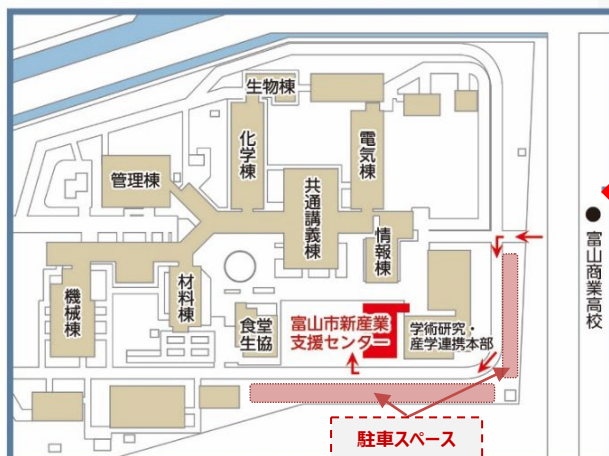 生物棟
化学棟
電気棟
管理棟
共通講義棟
情報棟
富山商業高校
機械棟
材料棟
食堂
生協
富山市新産業
支援センター
学術研究・
産学連携本部
駐車スペース